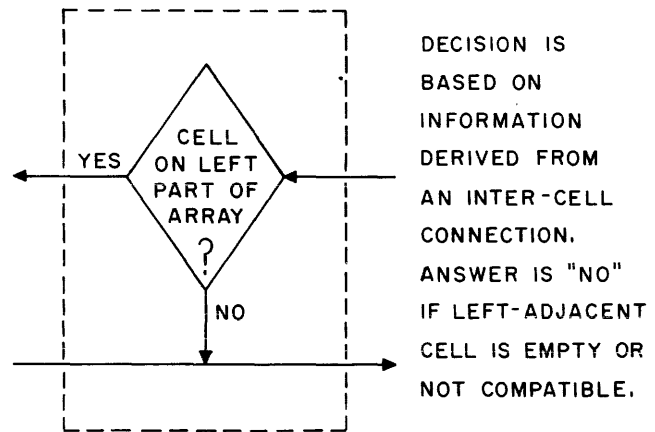 CELL
ON LEFT
PART OF
ARRAY
?
YES
NO
DECISION IS
BASED ON
INFORMATION
DERIVED FROM
AN INTER-CELL
CONNECTION.
ANSWER IS "NO"
IF LEFT-ADJACENT
CELL IS EMPTY OR
NOT COMPATIBLE.